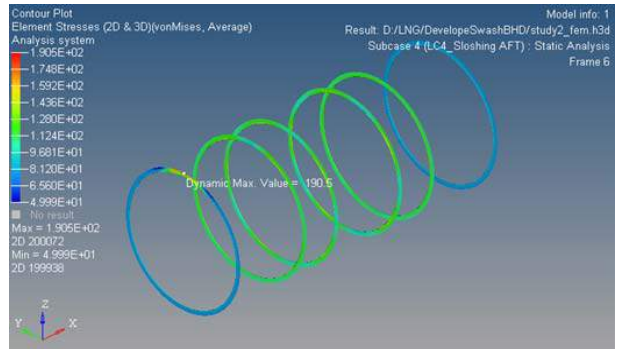 Contour Plot
Element Stresses (2D & 3D)(vonMises, Average)
Analysis system
1.905E+02
1.748E+02
1.592E+02
1.436E+02
1.280E+02
1.124E+02
9.681E+01
8.120E+01
6.560E+01
4.999E+01
No result
Max = 1.905E+02
2D 200072
Min = 4.999E+01
2D 199938
Model info: 1
Result: D:/LNG/DevelopeSwashBHD/study2_fem.h3d
Subcase 4 (LC4_Sloshing AFT) : Static Analysis
Frame 6
Dynamic Max. Value = 190.5
Z
Y
X